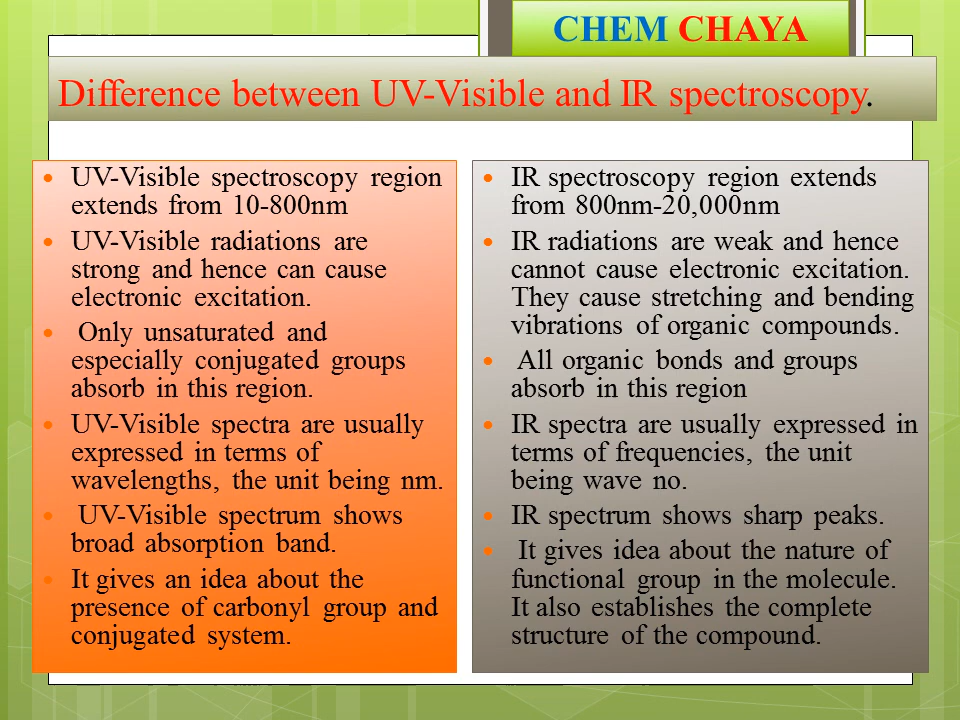 CHEM CHAYA
Difference between UV-Visible and IR spectroscopy.
• UV-Visible spectroscopy region
extends from 10-800nm
• UV-Visible radiations are
strong and hence can cause
electronic excitation.
• Only unsaturated and
especially conjugated groups
absorb in this region.
• UV-Visible spectra are usually
expressed in terms of
wavelengths, the unit being nm.
• UV-Visible spectrum shows
broad absorption band.
• It gives an idea about the
presence of carbonyl group and
conjugated system.
• IR spectroscopy region extends
from 800nm-20,000nm
• IR radiations are weak and hence
cannot cause electronic excitation.
They cause stretching and bending
vibrations of organic compounds.
• All organic bonds and groups
absorb in this region
• IR spectra are usually expressed in
terms of frequencies, the unit
being wave no.
• IR spectrum shows sharp peaks.
• It gives idea about the nature of
functional group in the molecule.
It also establishes the complete
structure of the compound.